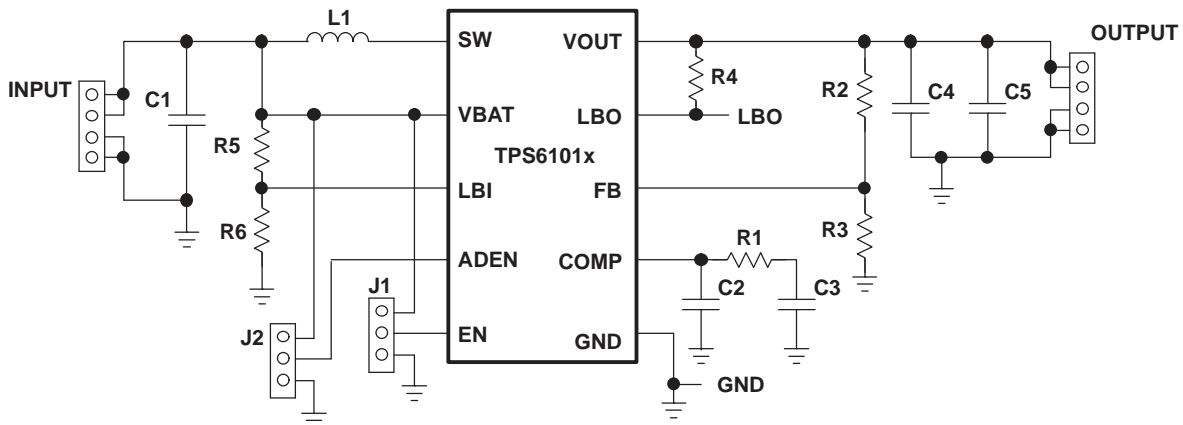 L1
SW
VOUT
OUTPUT
INPUT
C1
R4
R2
C4
C5
VBAT
LBO
LBO
R5
TPS6101x
LBI
FB
R6
R3
R1
ADEN
COMP
J1
C2
C3
J2
EN
GND
GND